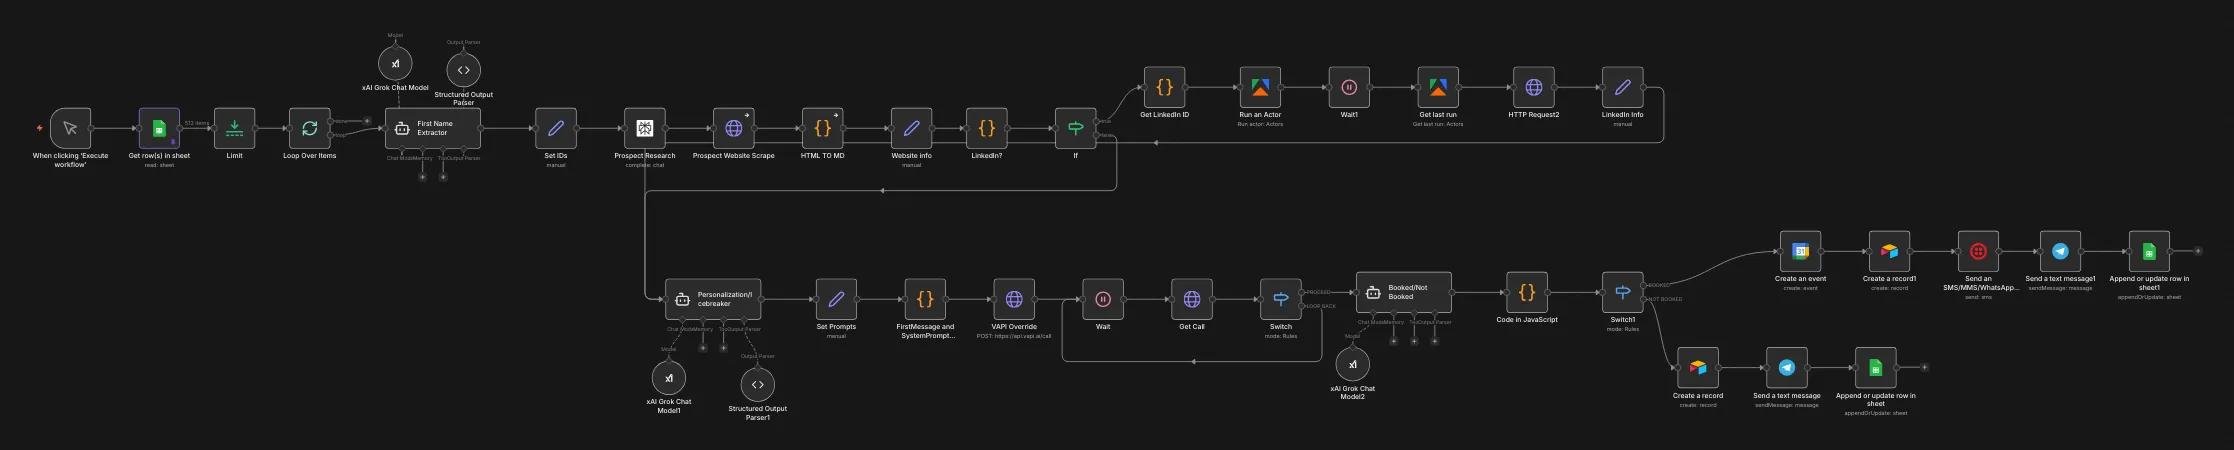 Model
xAI Grok Chat Model
Output Parser
Structured Output
Parser
When clicking 'Execute
workflow'
Get row(s) in sheet
read: sheet
512 items
Limit
Loop Over Items
done
loop
First Name
Extractor
Chat Model
Memory
Tool
Output Parser
Set IDs
manual
Prospect Research
complete: chat
Prospect Website Scrape
HTML TO MD
Website info
manual
LinkedIn?
If
true
false
Get LinkedIn ID
Run an Actor
Run actor: Actors
Wait1
Get last run
Get last run: Actors
HTTP Request2
LinkedIn Info
manual
Personalization/I
cebreaker
Chat Model
Memory
Tool
Output Parser
Model
xAI Grok Chat
Model1
Output Parser
Structured Output
Parser1
Set Prompts
manual
FirstMessage and
SystemPrompt...
VAPI Override
POST: https://api.vapi.ai/call
Wait
Get Call
Switch
mode: Rules
PROCEED
LOOP BACK
Booked/Not
Booked
Chat Model
Memory
Tool
Output Parser
Model
xAI Grok Chat
Model2
Code in JavaScript
Switch1
mode: Rules
BOOKED
NOT BOOKED
31
Create an event
create: event
Create a record1
create: record
Send an
SMS/MMS/WhatsApp...
send: sms
Send a text message1
sendMessage: message
Append or update row in
sheet1
appendOrUpdate: sheet
Create a record
create: record
Send a text message
sendMessage: message
Append or update row in
sheet
appendOrUpdate: sheet